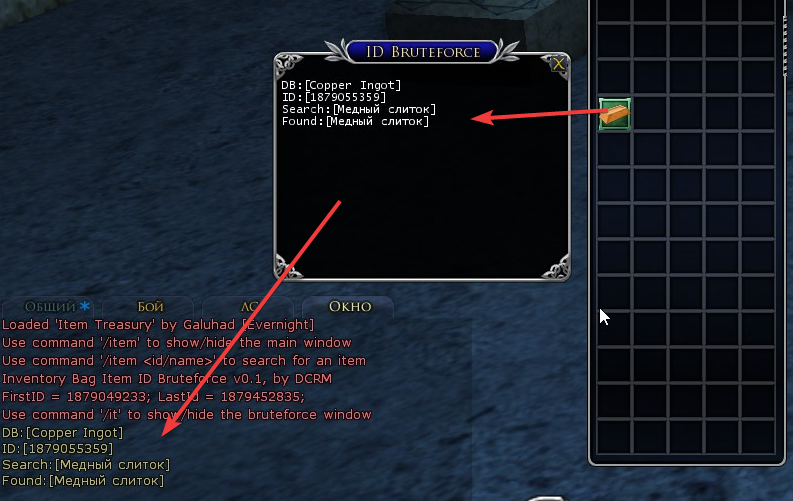 ID Bruteforce
X
DB:[Copper Ingot]
ID:[1879055359]
Search:[Медный слиток]
Found:[Медный слиток]
Общий *
Бой
Окно
Loaded 'Item Treasury' by Galuhad [Evernight]
Use command '/item' to show/hide the main window
Use command '/item <id/name>' to search for an item
Inventory Bag Item ID Bruteforce v0.1, by DCRM
FirstID = 1879049233; LastId = 1879452835;
Use command '/it' to show/hide the bruteforce window
DB:[Copper Ingot]
ID:[1879055359]
Search:[Медный слиток]
Found:[Медный слиток]